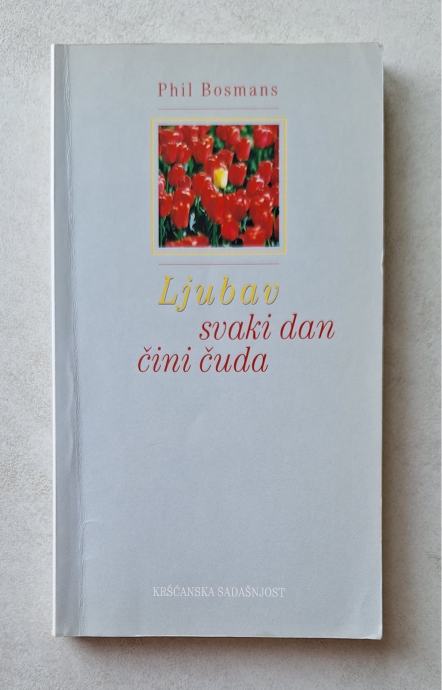 Phil Bosmans
Ljubav
svaki dan
čini čuda
KRŠĆANSKA SADAŠNJOST